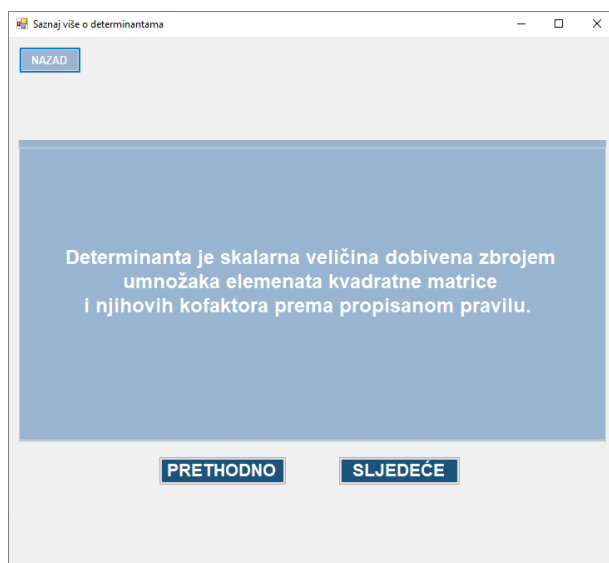 Saznaj više o determinantama
NAZAD
Determinanta je skalarna veličina dobivena zbrojem
umnožaka elemenata kvadratne matrice
i njihovih kofaktora prema propisanom pravilu.
PRETHODNO
SLJEDEĆE